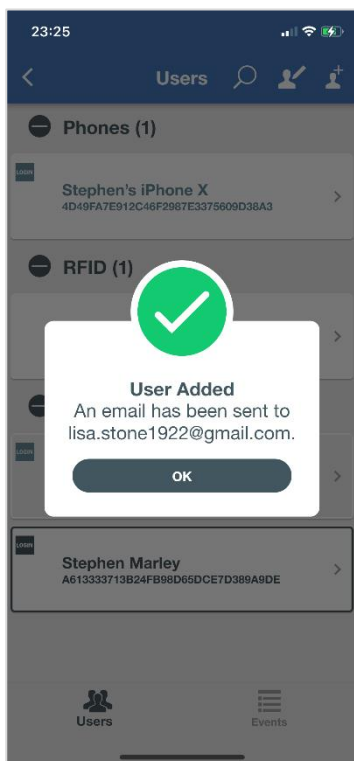 23:25
Users
Phones (1)
LOGIN
Stephen's iPhone X
4D49FA7E912C46F2987E3375609D38A3
RFID (1)
User Added
An email has been sent to
lisa.stone1922@gmail.com.
OK
LOGIN
LOGIN
Stephen Marley
A613333713B24FB98D65DCE7D389A9DE
Users
Events